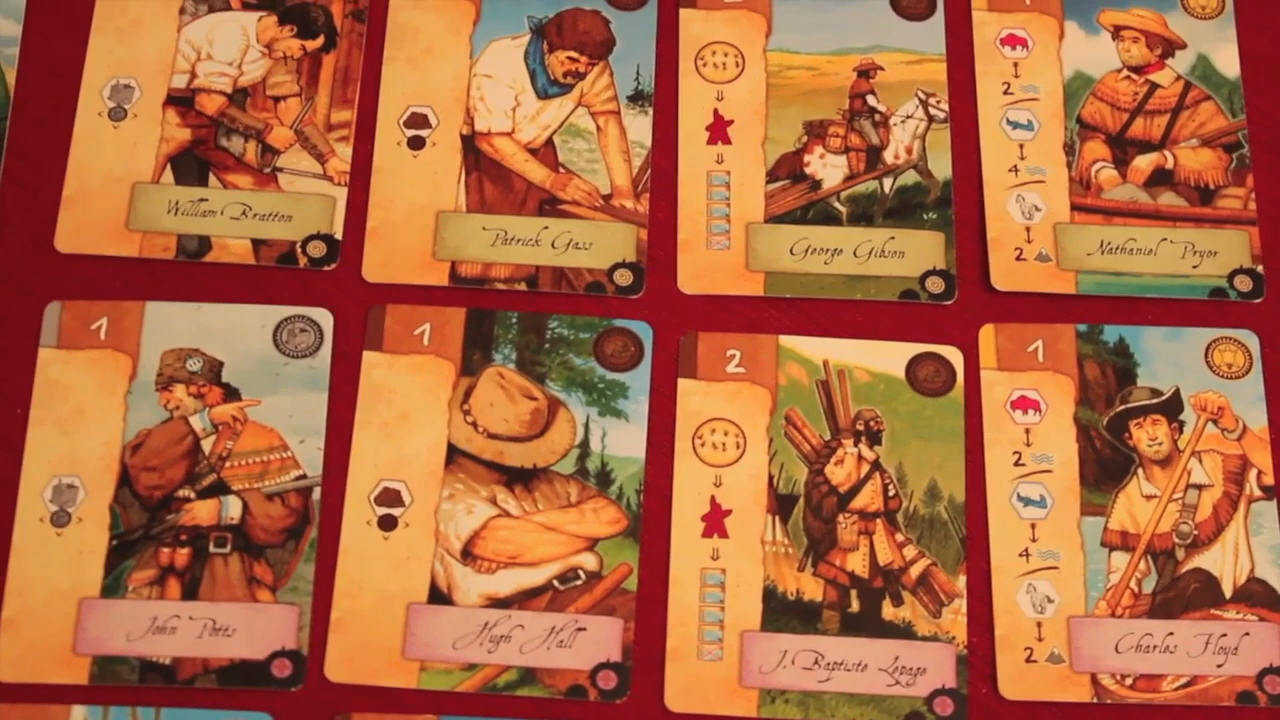 William Bratton
Patrick Gass
George Gibson
2
4
2
Nathaniel Pryor
1
John Potts
1
Hugh Hall
2
J. Baptiste Lepage
1
2
4
2
Charles Floyd